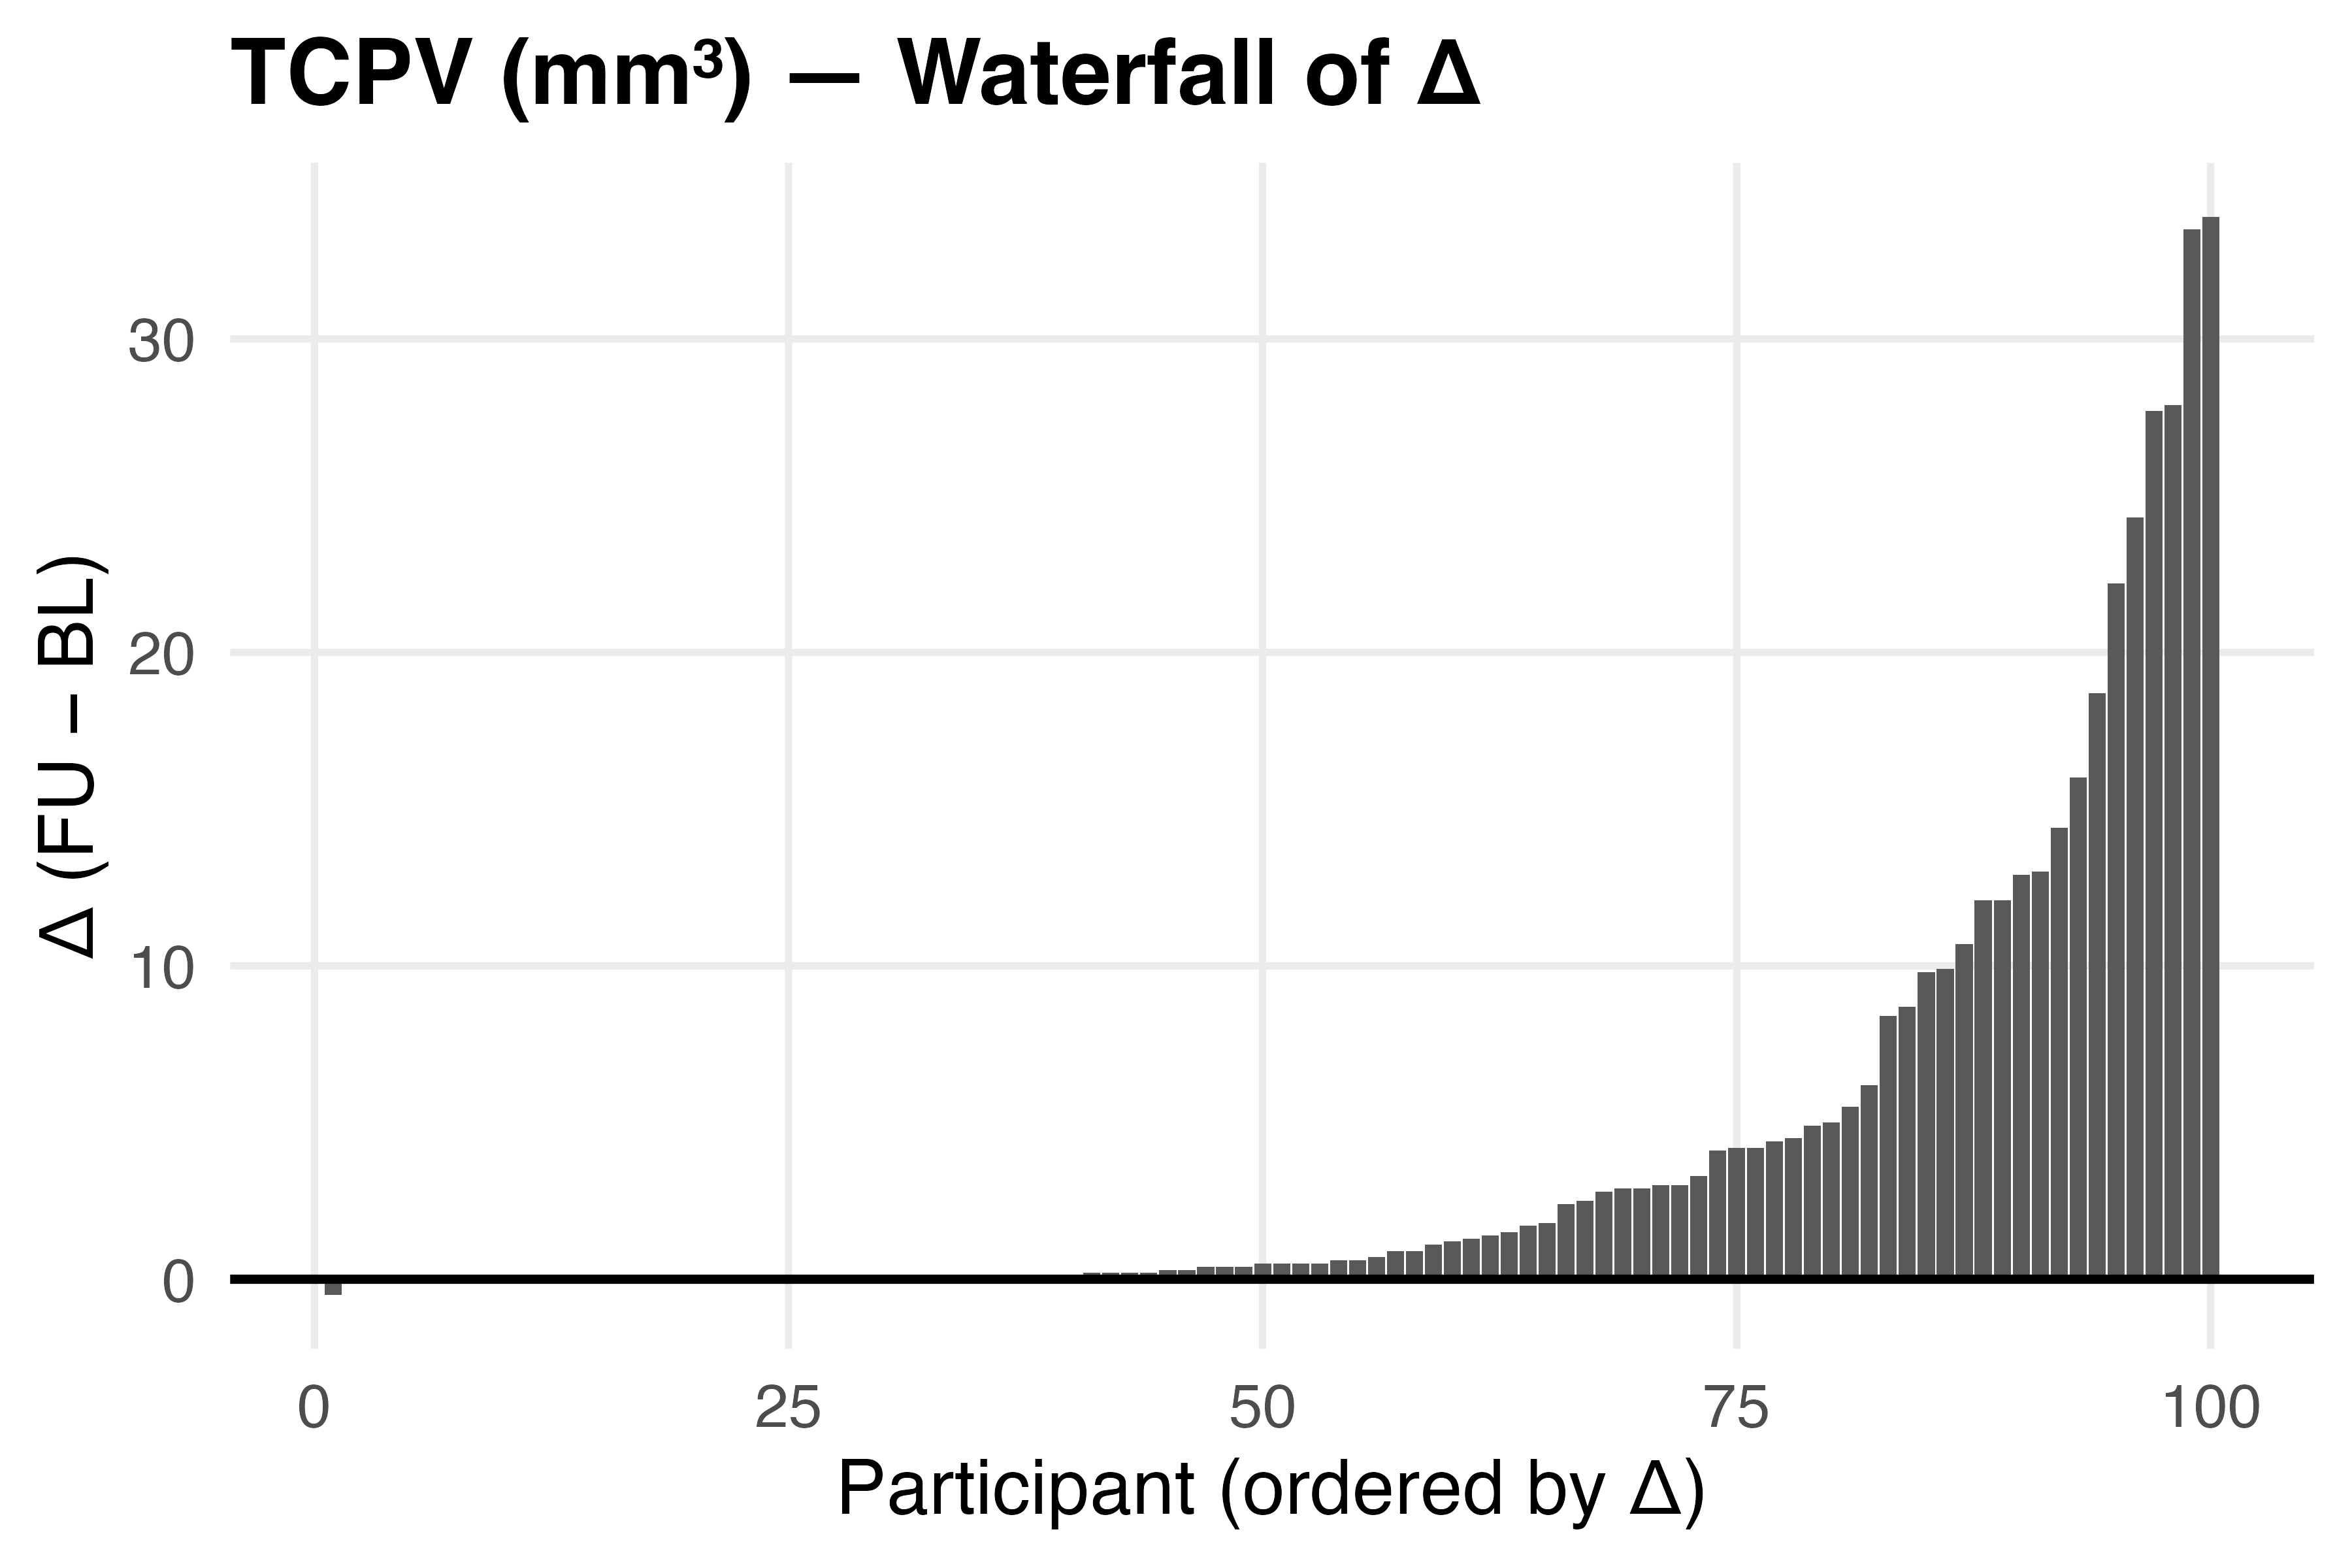 TCPV (mm³) — Waterfall of Δ
Δ (FU – BL)
30
20
10
0
0 25 50 75 100
Participant (ordered by Δ)